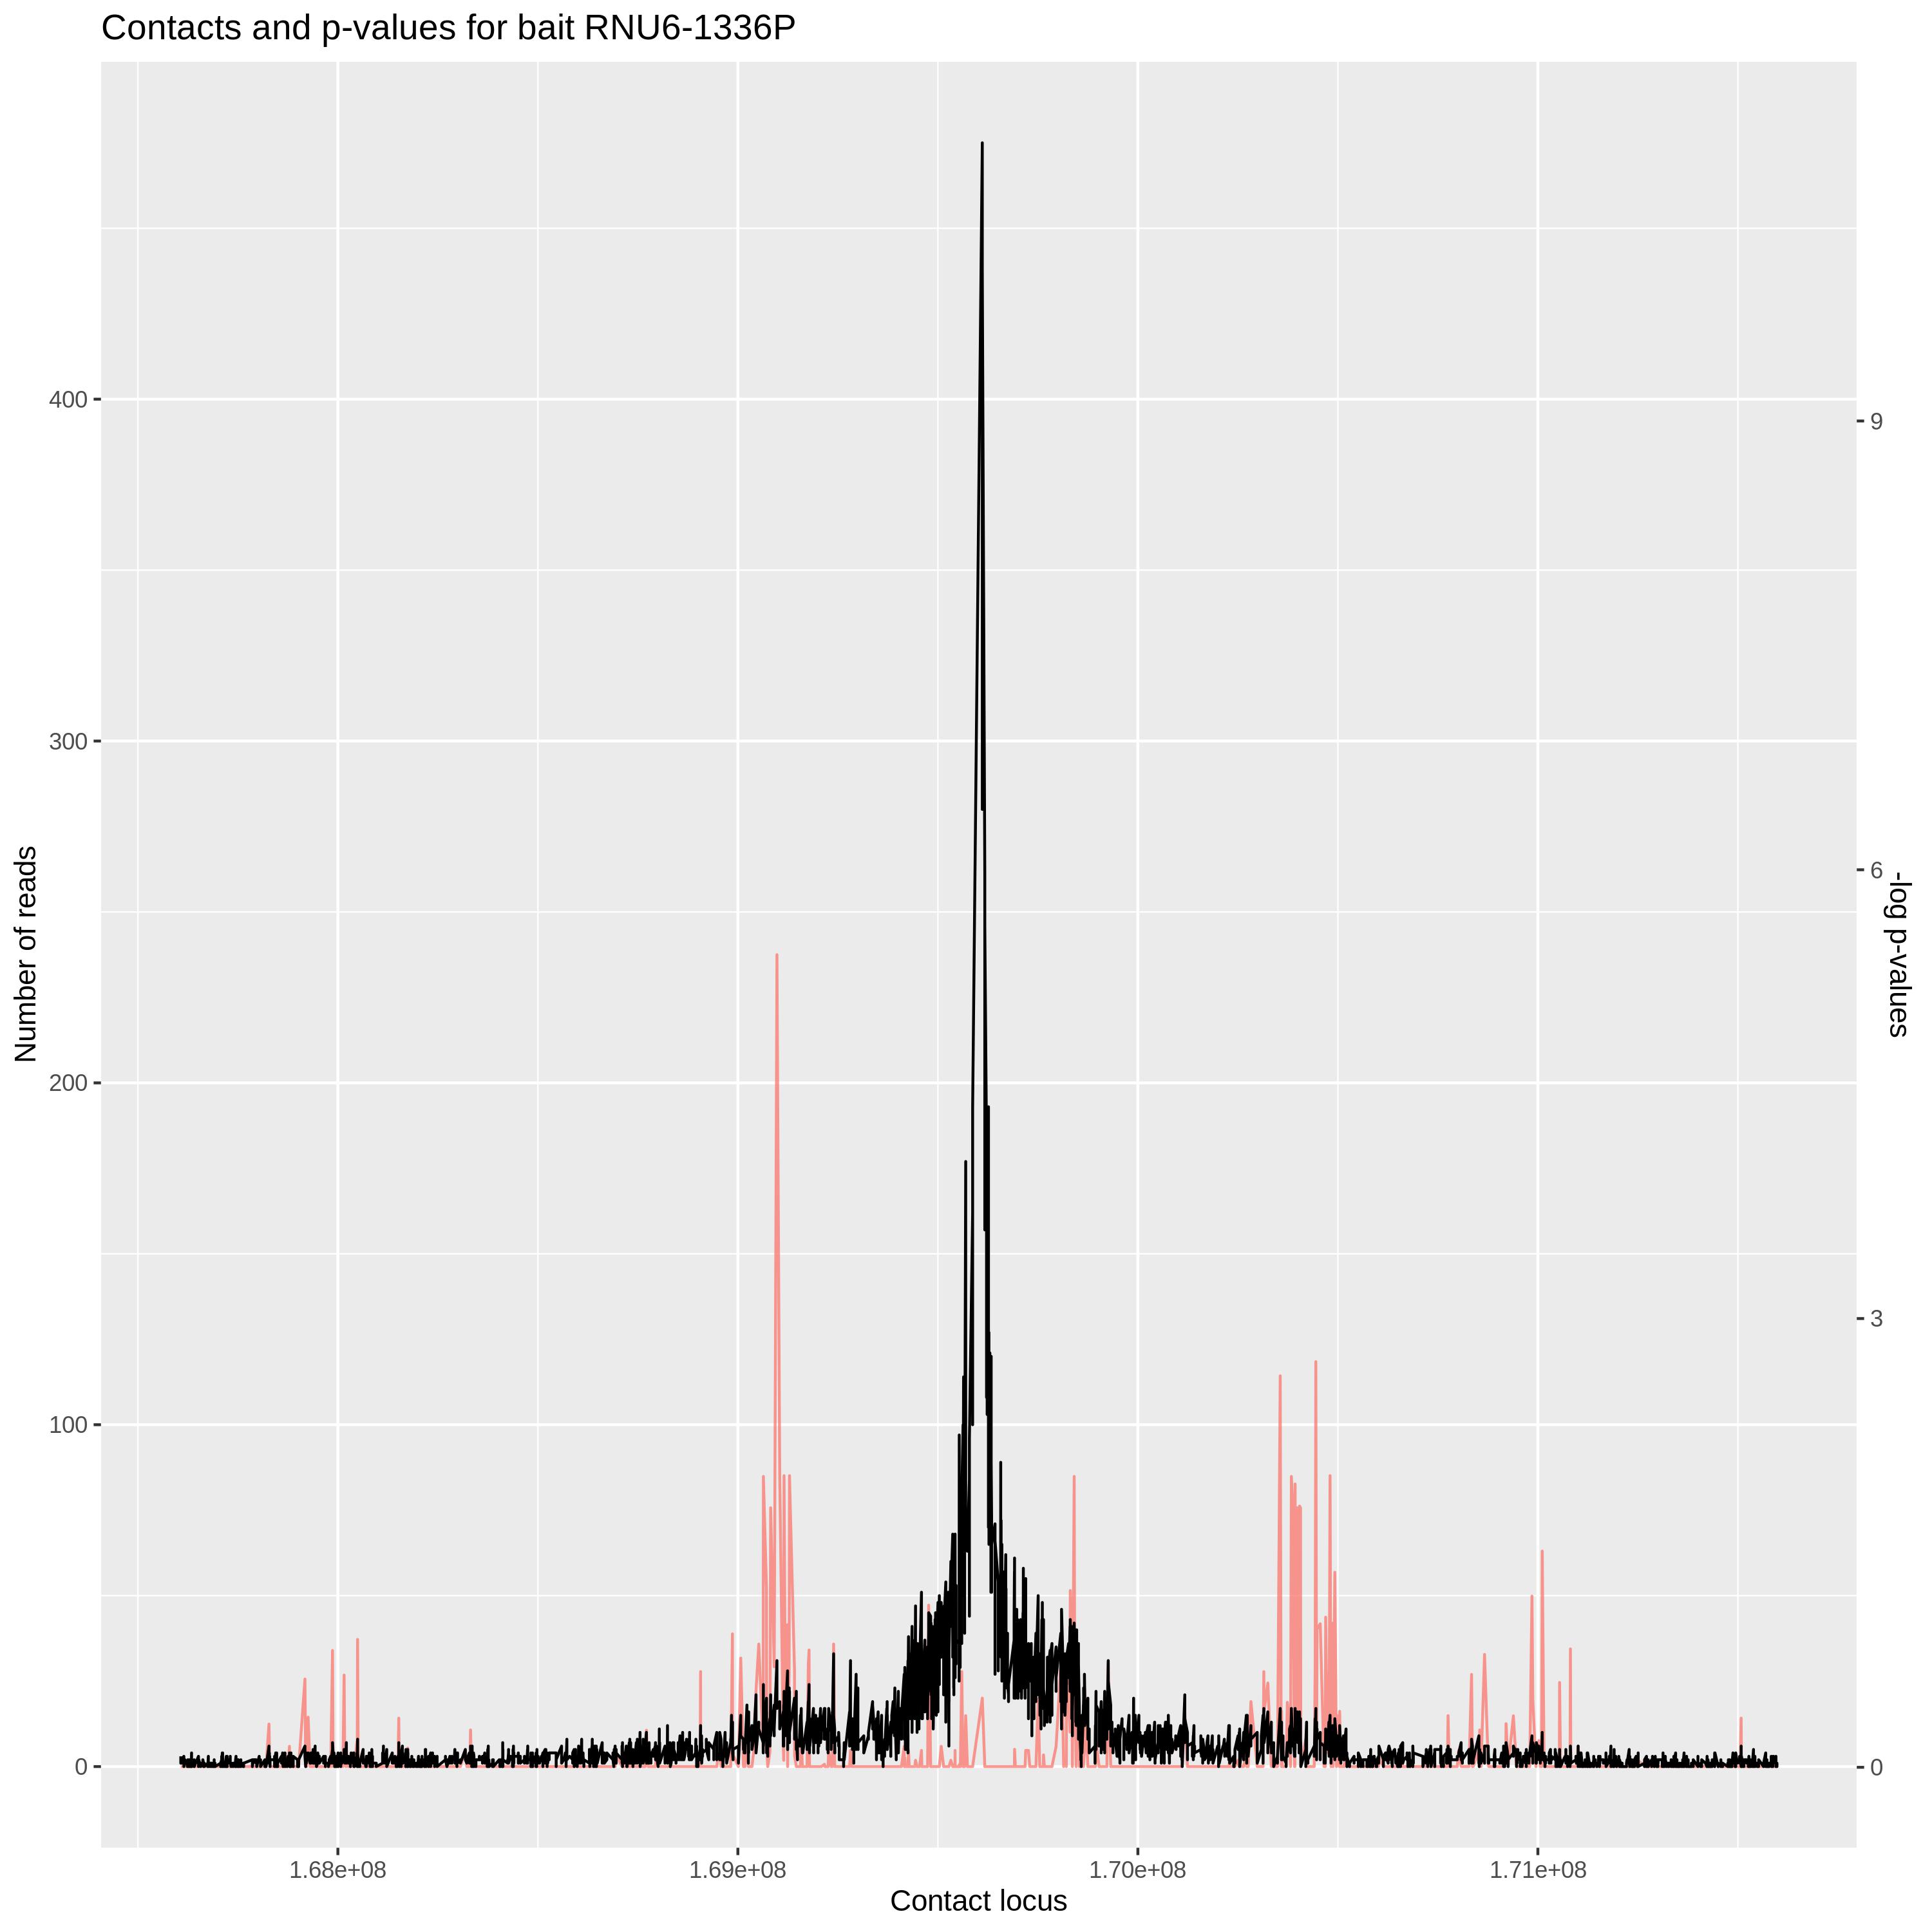 Contacts and p-values for bait RNU6-1336P
400
300
200
100
0
9
6
3
0
Number of reads
-log p-values
1.68e+08
1.69e+08
1.70e+08
1.71e+08
Contact locus